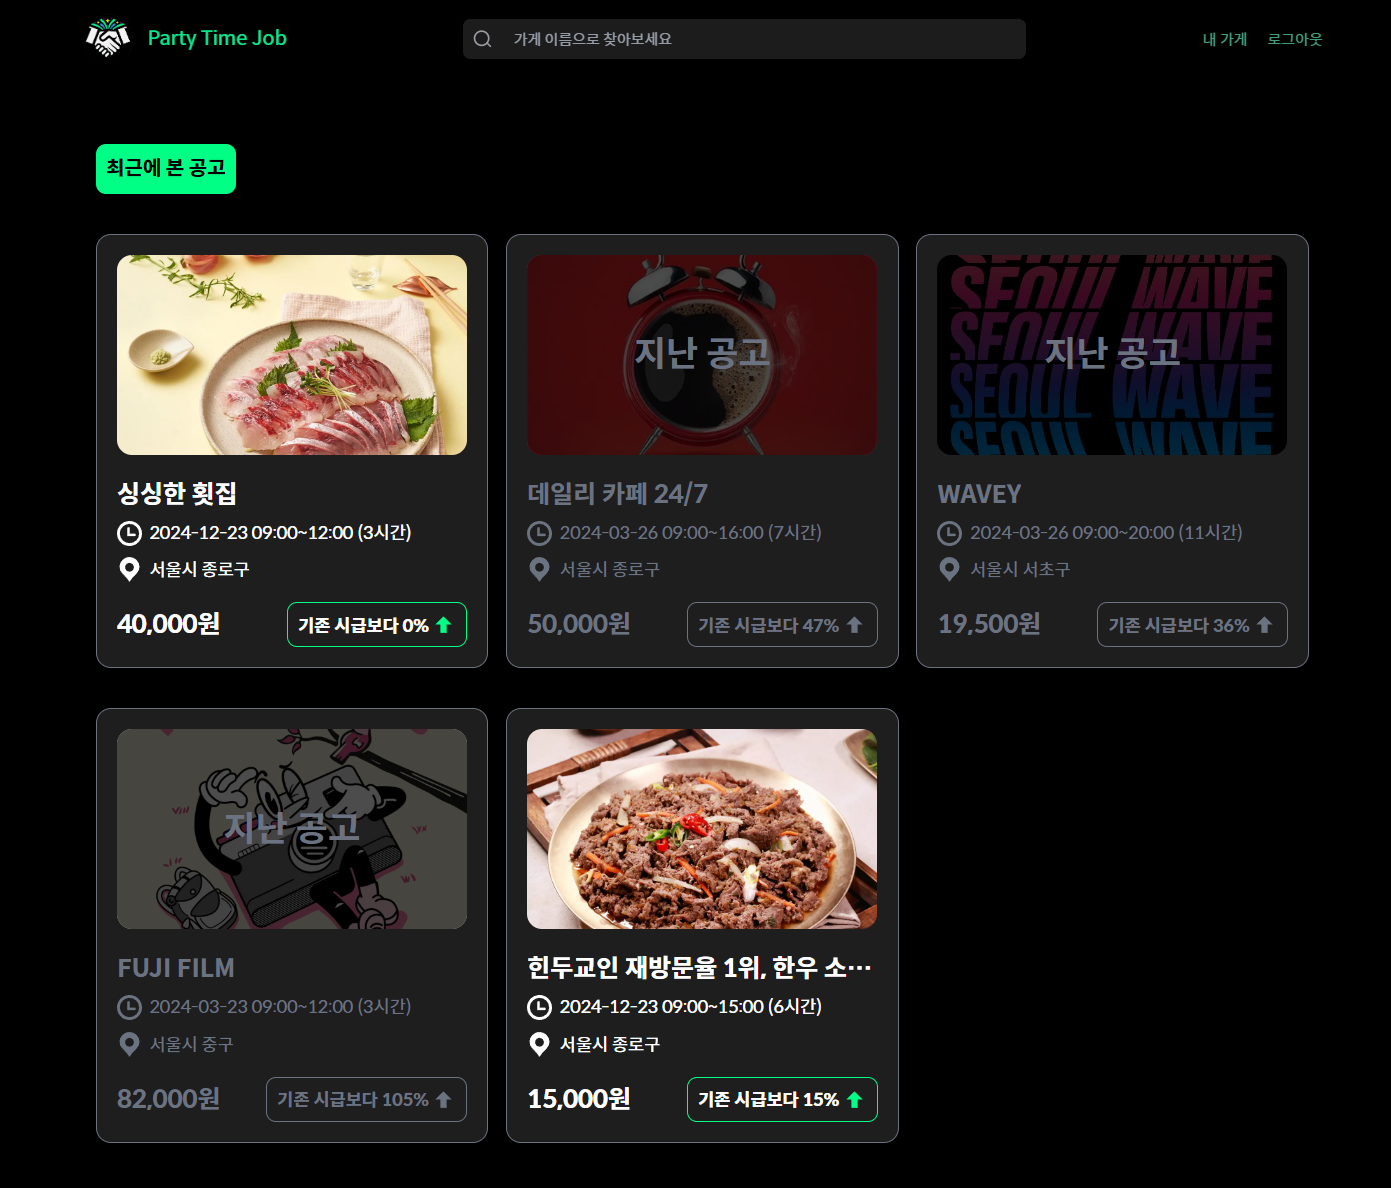 Party Time Job
가게 이름으로 찾아보세요
내 가게
로그아웃
최근에 본 공고
싱싱한 횟집
2024-12-23 09:00~12:00 (3시간)
서울시 종로구
40,000원
기존 시급보다 0%
지난 공고
데일리 카페 24/7
2024-03-26 09:00~16:00 (7시간)
서울시 종로구
50,000원
기존 시급보다 47%
SEOUL WAVE
SEOUL WAVE
지난 공고
SEOUL WAVE
SEOUL WAVE
WAVEY
2024-03-26 09:00~20:00 (11시간)
서울시 서초구
19,500원
기존 시급보다 36%
지난 공고
FUJI FILM
2024-03-23 09:00~12:00 (3시간)
서울시 중구
82,000원
기존 시급보다 105%
힌두교인 재방문율 1위, 한우 소…
2024-12-23 09:00~15:00 (6시간)
서울시 종로구
15,000원
기존 시급보다 15%